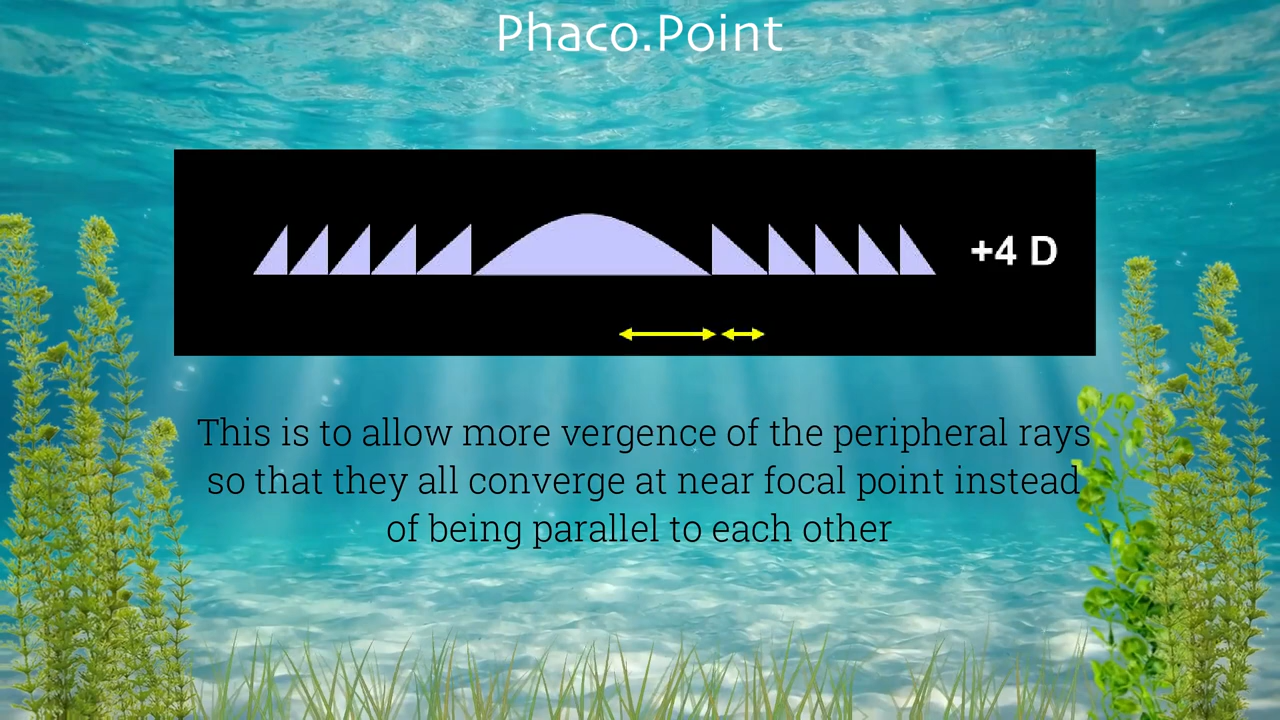 Phaco.Point
+4 D
This is to allow more vergence of the peripheral rays
so that they all converge at near focal point instead
of being parallel to each other